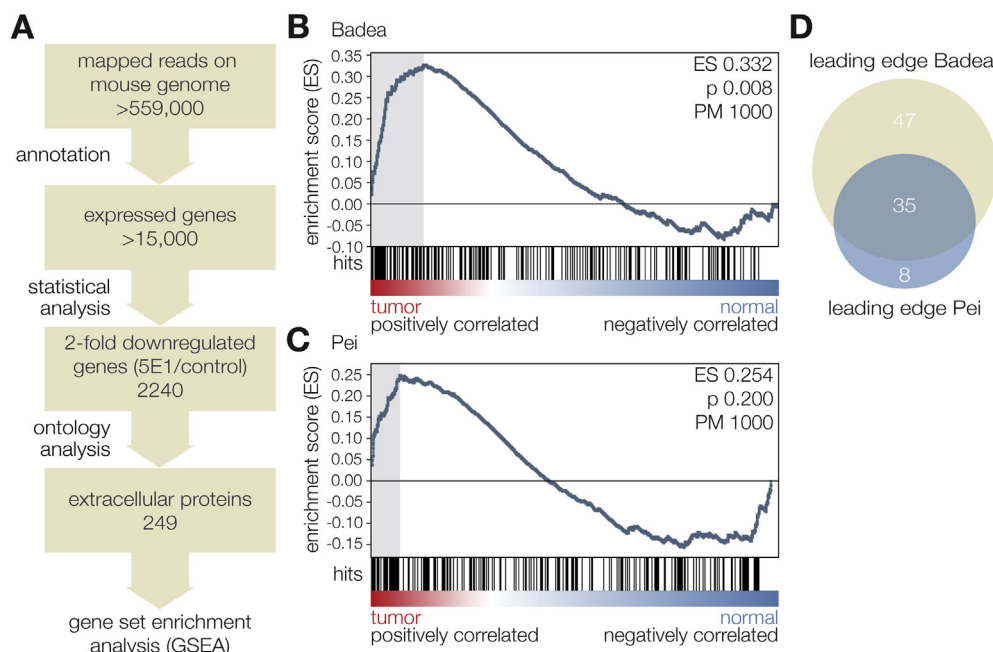 A
mapped reads on
mouse genome
>559,000
annotation
expressed genes
>15,000
statistical
analysis
2-fold downregulated
genes (5E1/control)
2240
ontology
analysis
extracellular proteins
249
gene set enrichment
analysis (GSEA)
B
Badea
enrichment score (ES)
0.35
0.30
0.25
0.20
0.15
0.10
0.05
0.00
-0.05
-0.10
ES 0.332
p 0.008
PM 1000
hits
tumor
normal
positively correlated
negatively correlated
C
Pei
enrichment score (ES)
0.25
0.20
0.15
0.10
0.05
0.00
-0.05
-0.10
-0.15
ES 0.254
p 0.200
PM 1000
hits
tumor
normal
positively correlated
negatively correlated
D
leading edge Badea
47
35
8
leading edge Pei